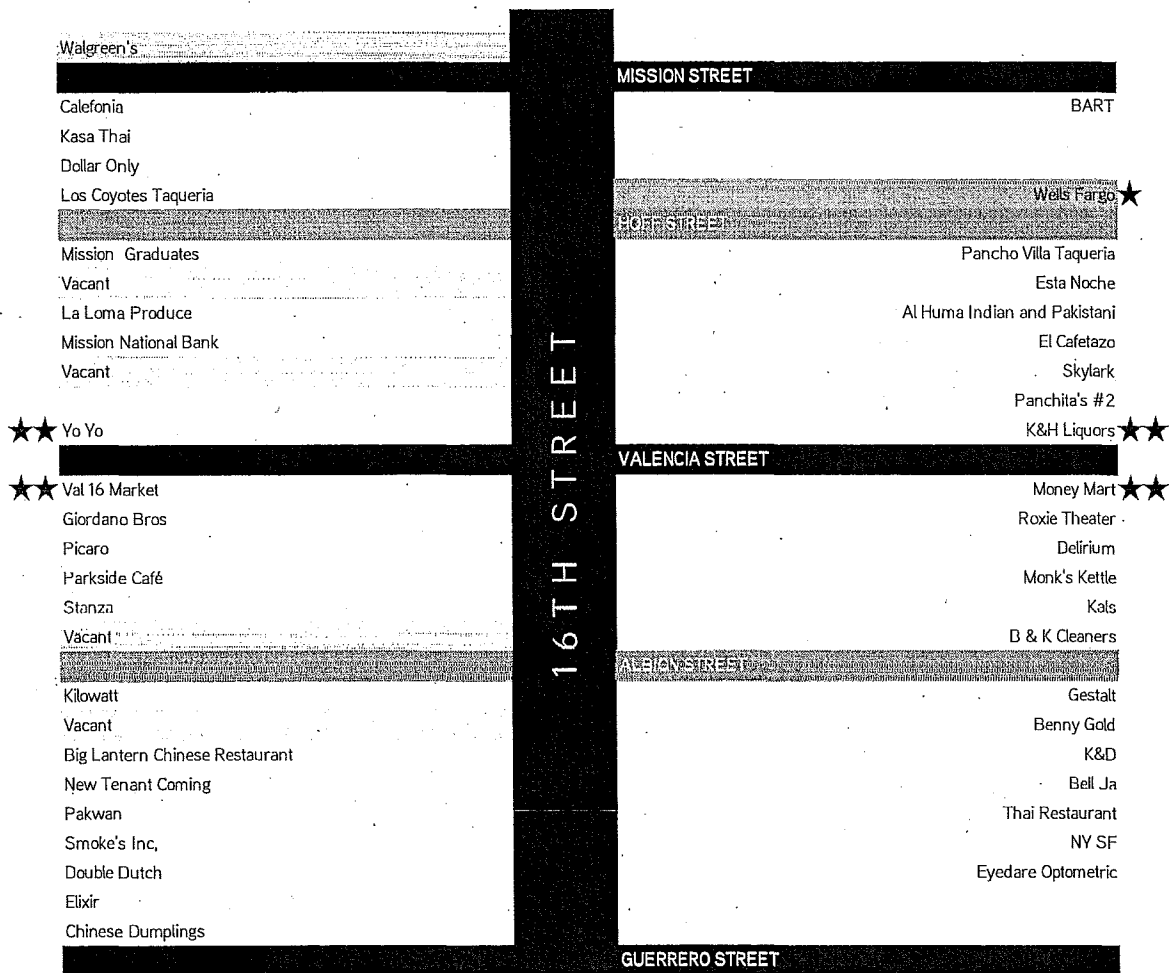 Walgreen's
MISSION STREET
Calefonia
BART
Kasa Thai
Dollar Only
Los Coyotes Taqueria
Wells Fargo
HOFF STREET
Mission Graduates
Pancho Villa Taqueria
Vacant
Esta Noche
La Loma Produce
Al Huma Indian and Pakistani
Mission National Bank
El Cafetazo
Vacant
Skylark
Panchita's #2
Yo Yo
K&H Liquors
16TH STREET
VALENCIA STREET
Val 16 Market
Money Mart
Giordano Bros
Roxie Theater
Picaro
Delirium
Parkside Café
Monk's Kettle
Stanza
Kals
Vacant
B & K Cleaners
ALBION STREET
Kilowatt
Gestalt
Vacant
Benny Gold
Big Lantern Chinese Restaurant
K&D
New Tenant Coming
Bell Ja
Pakwan
Thai Restaurant
Smoke's Inc,
NY SF
Double Dutch
Eyedare Optometric
Elixir
Chinese Dumplings
GUERRERO STREET